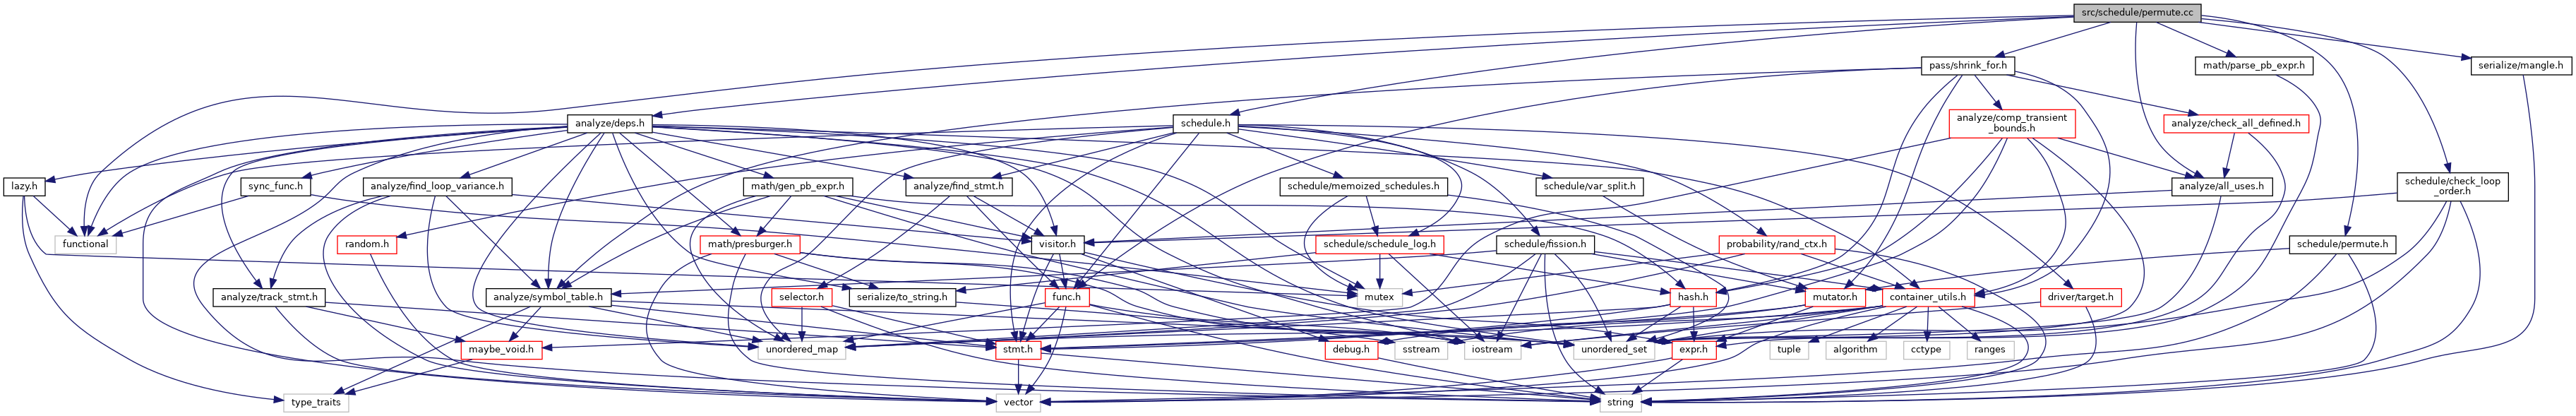 src/schedule/permute.cc
pass/shrink_for.h
math/parse_pb_expr.h
serialize/mangle.h
analyze/deps.h
schedule.h
analyze/comp_transient
_bounds.h
analyze/check_all_defined.h
lazy.h
sync_func.h
analyze/find_loop_variance.h
math/gen_pb_expr.h
analyze/find_stmt.h
schedule/memoized_schedules.h
schedule/var_split.h
analyze/all_uses.h
schedule/check_loop
_order.h
functional
random.h
math/presburger.h
visitor.h
schedule/schedule_log.h
schedule/fission.h
probability/rand_ctx.h
schedule/permute.h
analyze/track_stmt.h
analyze/symbol_table.h
selector.h
serialize/to_string.h
func.h
mutex
hash.h
mutator.h
container_utils.h
driver/target.h
maybe_void.h
unordered_map
stmt.h
sstream
iostream
debug.h
unordered_set
expr.h
tuple
algorithm
cctype
ranges
type_traits
vector
string